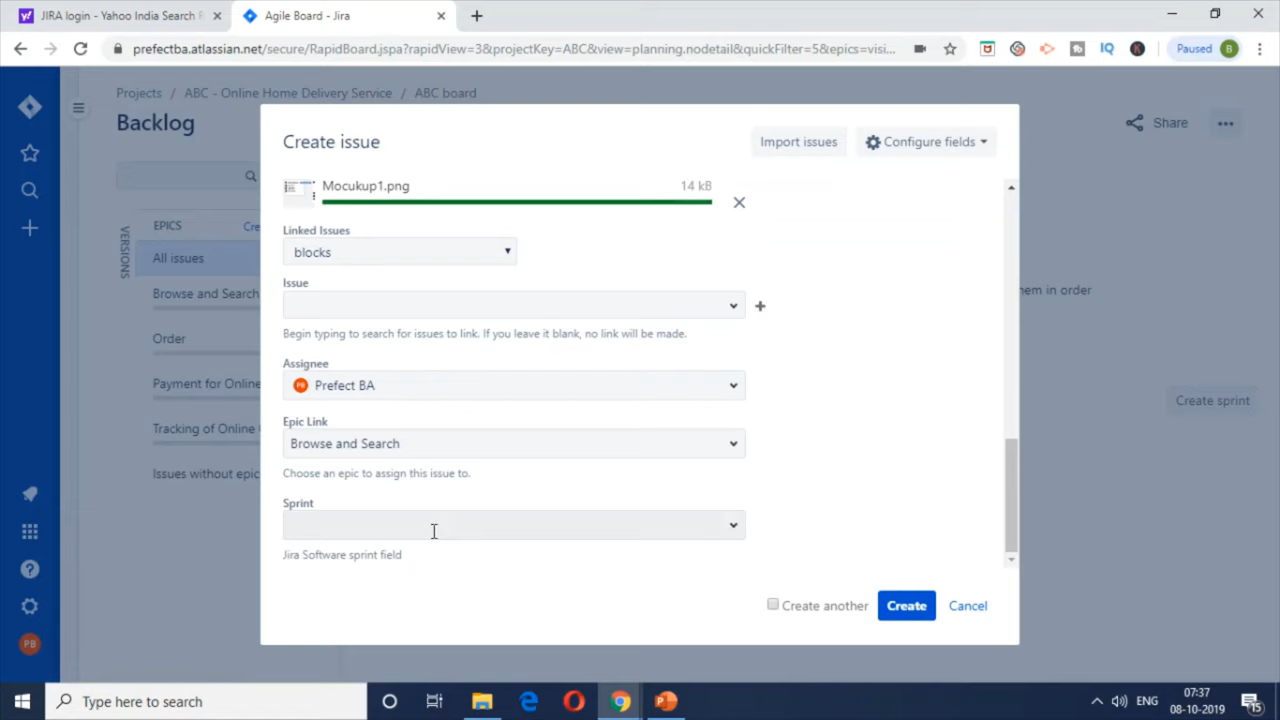 JIRA login - Yahoo India Search R
Agile Board - Jira
prefectba.atlassian.net/secure/RapidBoard.jspa?rapidView=3&projectKey=ABC&view=planning.nodetail&quickFilter=5&epics=visi...
IQ
K
Paused
B
Projects / ABC - Online Home Delivery Service / ABC board
Backlog
Share
VERSIONS
EPICS
Cre
All issues
Browse and Search
Order
Payment for Online
Tracking of Online
Issues without epic
hem in order
Create sprint
PB
Create issue
Import issues
Configure fields
Mocukup1.png
14 kB
Linked Issues
blocks
Issue
Begin typing to search for issues to link. If you leave it blank, no link will be made.
Assignee
PB Prefect BA
Epic Link
Browse and Search
Choose an epic to assign this issue to.
Sprint
Jira Software sprint field
Create another
Create
Cancel
Type here to search
ENG
07:37
08-10-2019
15